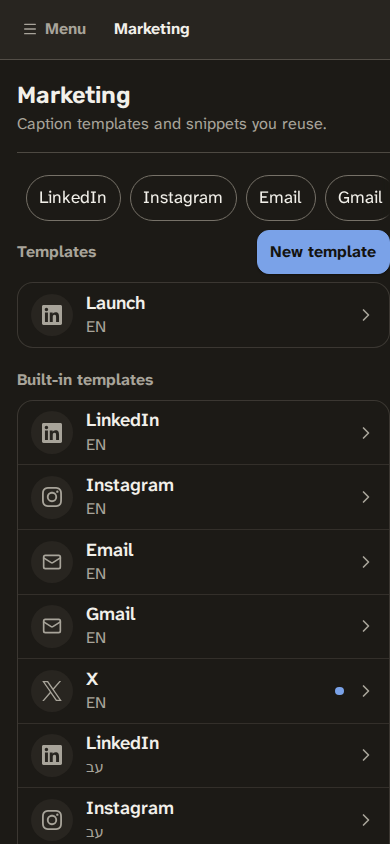 Menu Marketing
Marketing
Caption templates and snippets you reuse.
LinkedIn Instagram Email Gmail
Templates New template
Launch
EN
Built-in templates
LinkedIn
EN
Instagram
EN
Email
EN
Gmail
EN
X
EN
LinkedIn
עב
Instagram
עב